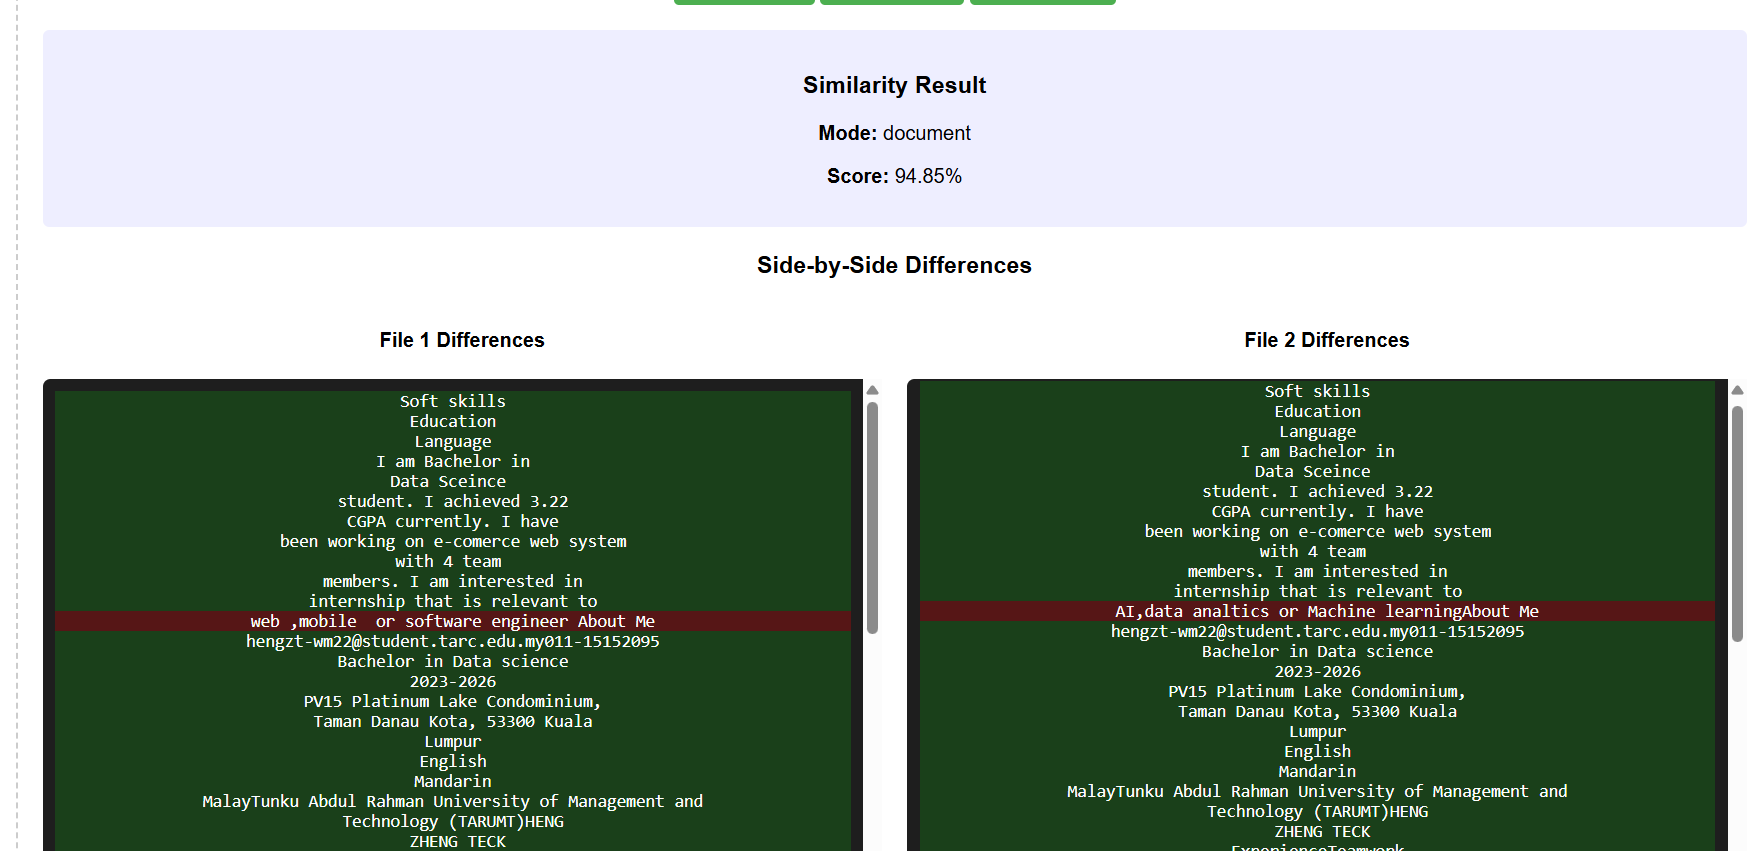 Similarity Result
Mode: document
Score: 94.85%
Side-by-Side Differences
File 1 Differences
Soft skills
Education
Language
I am Bachelor in
Data Sceince
student. I achieved 3.22
CGPA currently. I have
been working on e-comerce web system
with 4 team
members. I am interested in
internship that is relevant to
web ,mobile  or software engineer About Me
hengzt-wm22@student.tarc.edu.my011-15152095
Bachelor in Data science
2023-2026
PV15 Platinum Lake Condominium,
Taman Danau Kota, 53300 Kuala
Lumpur
English
Mandarin
MalayTunku Abdul Rahman University of Management and
Technology (TARUMT)HENG
ZHENG TECK
File 2 Differences
Soft skills
Education
Language
I am Bachelor in
Data Sceince
student. I achieved 3.22
CGPA currently. I have
been working on e-comerce web system
with 4 team
members. I am interested in
internship that is relevant to
AI,data analtics or Machine learningAbout Me
hengzt-wm22@student.tarc.edu.my011-15152095
Bachelor in Data science
2023-2026
PV15 Platinum Lake Condominium,
Taman Danau Kota, 53300 Kuala
Lumpur
English
Mandarin
MalayTunku Abdul Rahman University of Management and
Technology (TARUMT)HENG
ZHENG TECK
ExperienceTeamwork